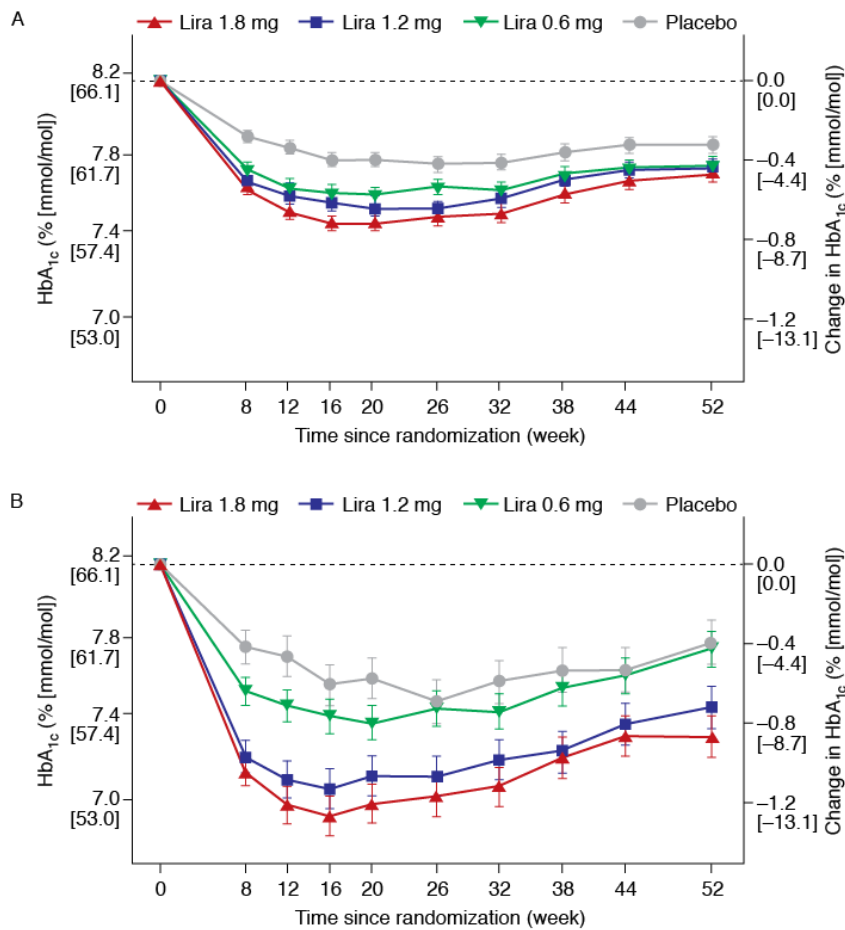 A
Lira 1.8 mg Lira 1.2 mg Lira 0.6 mg Placebo
HbA1c (% [mmol/mol])
8.2
[66.1]
7.8
[61.7]
7.4
[57.4]
7.0
[53.0]
0.0
[0.0]
–0.4
[–4.4]
–0.8
[–8.7]
–1.2
[–13.1]
Change in HbA1c (% [mmol/mol])
0 8 12 16 20 26 32 38 44 52
Time since randomization (week)
B
Lira 1.8 mg Lira 1.2 mg Lira 0.6 mg Placebo
HbA1c (% [mmol/mol])
8.2
[66.1]
7.8
[61.7]
7.4
[57.4]
7.0
[53.0]
0.0
[0.0]
–0.4
[–4.4]
–0.8
[–8.7]
–1.2
[–13.1]
Change in HbA1c (% [mmol/mol])
0 8 12 16 20 26 32 38 44 52
Time since randomization (week)